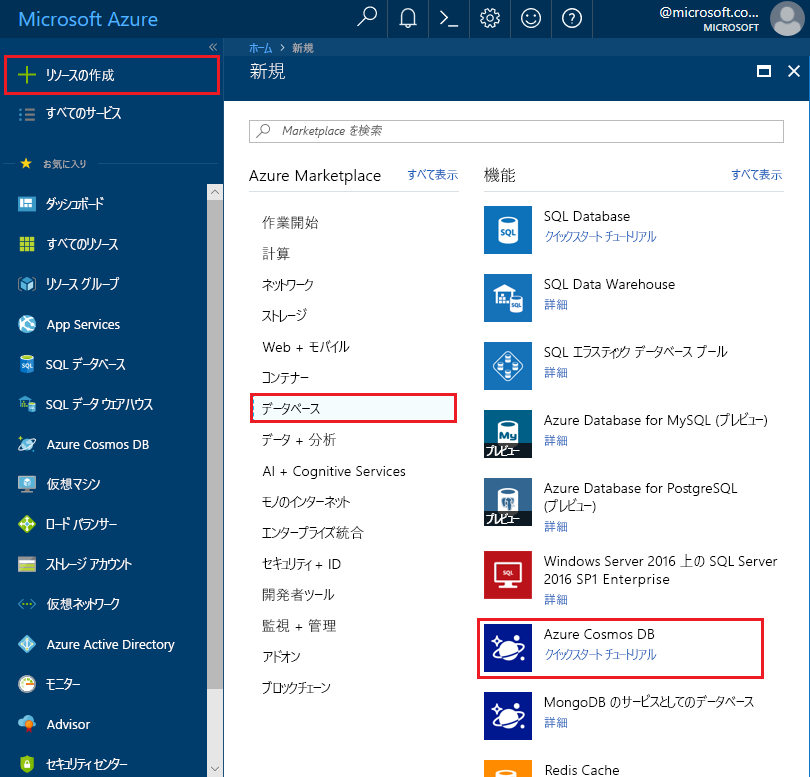 Microsoft Azure
@microsoft.co...
MICROSOFT
ホーム > 新規
新規
リソースの作成
すべてのサービス
お気に入り
ダッシュボード
すべてのリソース
リソース グループ
App Services
SQL データベース
SQL データ ウェアハウス
Azure Cosmos DB
仮想マシン
ロード バランサー
ストレージ アカウント
仮想ネットワーク
Azure Active Directory
モニター
Advisor
セキュリティ センター
Marketplace を検索
Azure Marketplace
すべて表示
作業開始
計算
ネットワーク
ストレージ
Web + モバイル
コンテナー
データベース
データ + 分析
AI + Cognitive Services
モノのインターネット
エンタープライズ統合
セキュリティ + ID
開発者ツール
監視 + 管理
アドオン
ブロックチェーン
機能
すべて表示
SQL
SQL Database
クイックスタート チュートリアル
SQL
SQL Data Warehouse
詳細
SQL エラスティック データベース プール
詳細
My
プレビュー
Azure Database for MySQL (プレビュー)
詳細
プレビュー
Azure Database for PostgreSQL
(プレビュー)
詳細
SQL
Windows Server 2016 上の SQL Server
2016 SP1 Enterprise
詳細
Azure Cosmos DB
クイックスタート チュートリアル
MongoDB のサービスとしてのデータベース
詳細
Redis Cache